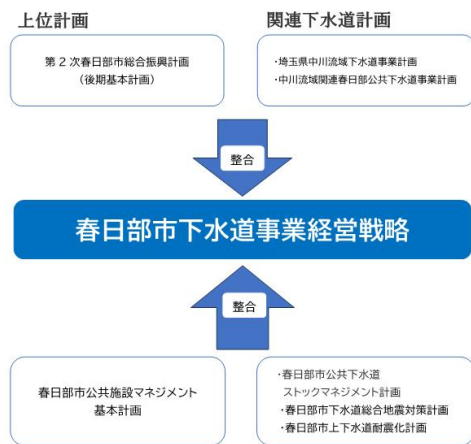 上位計画
関連下水道計画
第2次春日部市総合振興計画
(後期基本計画)
・埼玉県中川流域下水道事業計画
・中川流域関連春日部公共下水道事業計画
整合
春日部市下水道事業経営戦略
整合
春日部市公共施設マネジメント
基本計画
・春日部市公共下水道
ストックマネジメント計画
・春日部市下水道総合地震対策計画
・春日部市上下水道耐震化計画